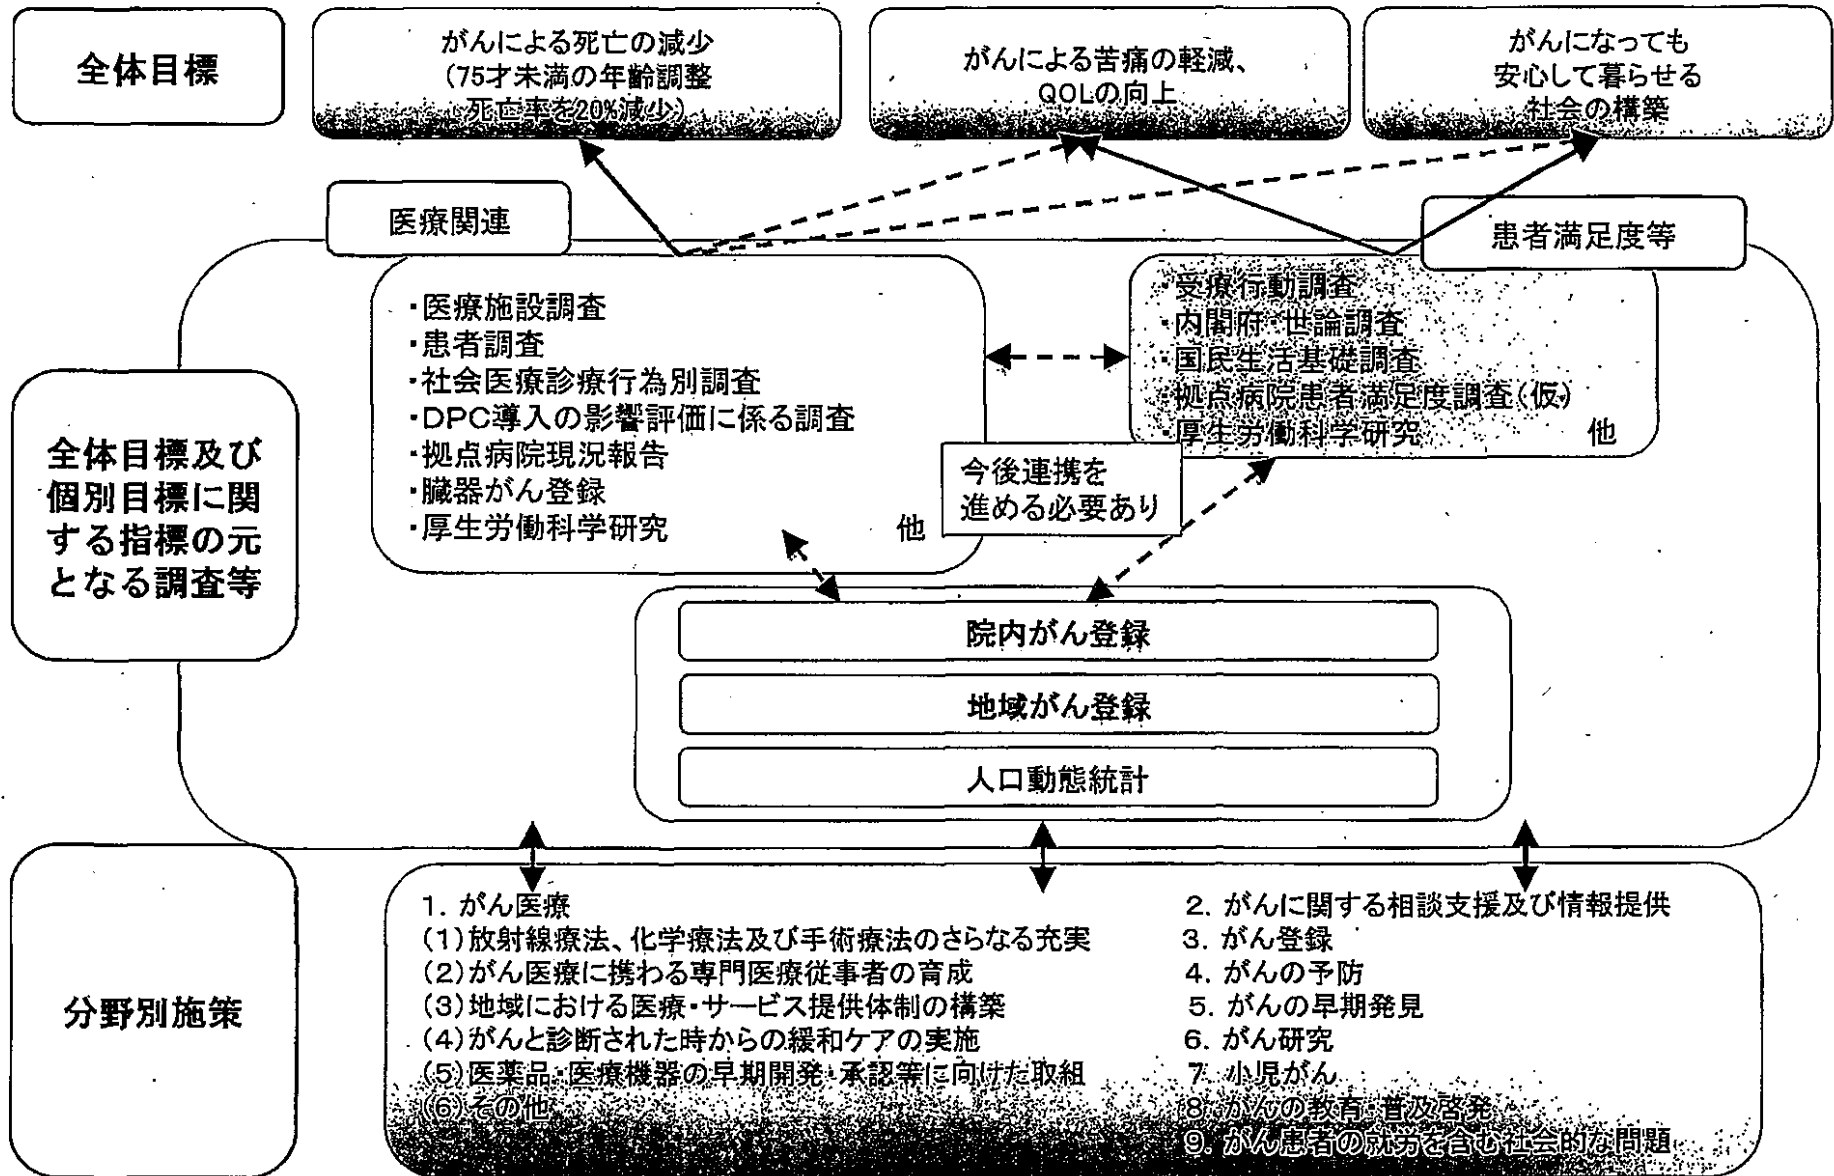 全体目標
がんによる死亡の減少
(75才未満の年齢調整
死亡率を20%減少)
がんによる苦痛の軽減、
QOLの向上
がんになっても
安心して暮らせる
社会の構築
医療関連
患者満足度等
全体目標及び
個別目標に関
する指標の元
となる調査等
・医療施設調査
・患者調査
・社会医療診療行為別調査
・DPC導入の影響評価に係る調査
・拠点病院現況報告
・臓器がん登録
・厚生労働科学研究 他
・受療行動調査
・内閣府・世論調査
・国民生活基礎調査
・拠点病院患者満足度調査(仮)
・厚生労働科学研究 他
今後連携を
進める必要あり
院内がん登録
地域がん登録
人口動態統計
分野別施策
1. がん医療
(1)放射線療法、化学療法及び手術療法のさらなる充実
(2)がん医療に携わる専門医療従事者の育成
(3)地域における医療・サービス提供体制の構築
(4)がんと診断された時からの緩和ケアの実施
(5)医薬品・医療機器の早期開発・承認等に向けた取組
(6)その他
2. がんに関する相談支援及び情報提供
3. がん登録
4. がんの予防
5. がんの早期発見
6. がん研究
7. 小児がん
8. がんの教育・普及啓発
9. がん患者の就労を含む社会的な問題